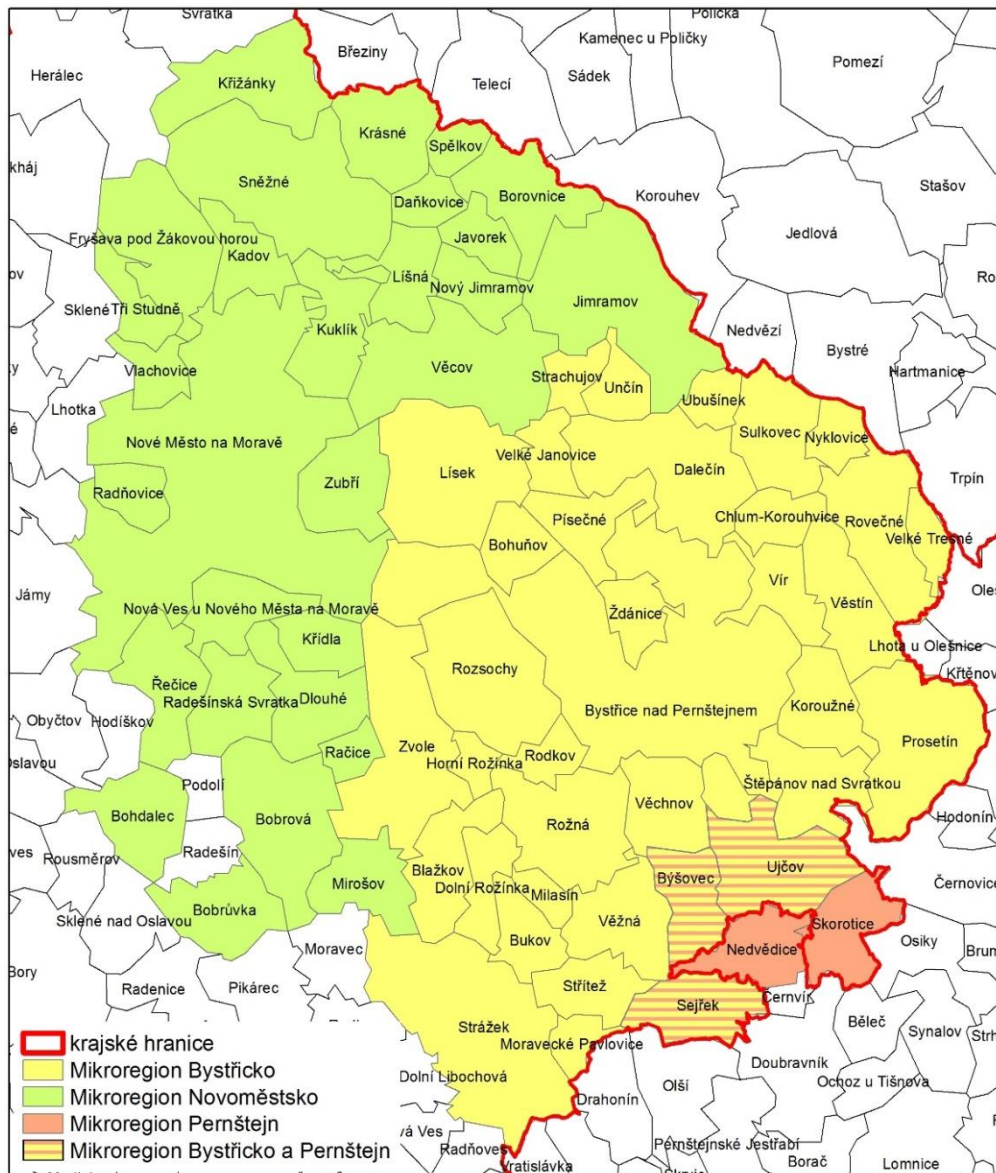 Svratka
Březiny
Telecí
Kamenec u Poličky
Polička
Sádek
Pomezí
Herálec
Křižánky
Krásné
Spělkov
Sněžné
Daňkovice
Borovnice
Korouhev
Stašov
Jedlová
Fryšava pod Žákovou horou
Kadov
Javorek
Líšná
Nový Jimramov
Jimramov
Sklené
Tři Studně
Kuklík
Nedvězí
Bystré
Vlachovice
Věcov
Strachujov
Unčín
Ubušínek
Hartmanice
Lhotka
Nové Město na Moravě
Sulkovec
Nyklovice
Radňovice
Zubří
Lísek
Velké Janovice
Dalečín
Trpín
Písečné
Chlum-Korouhvice
Rovečné
Velké Tresné
Bohuňov
Vír
Věstín
Jámy
Nová Ves u Nového Města na Moravě
Ždánice
Křídla
Lhota u Olešnice
Křtěnov
Rozsochy
Řečice
Radešínská Svratka
Dlouhé
Bystřice nad Pernštejnem
Koroužné
Obyčtov
Hodíškov
Prosetín
Račice
Zvole
Horní Rožínka
Rodkov
Podolí
Štěpánov nad Svratkou
Bohdalec
Bobrová
Rožná
Věchnov
Hodonín
Rousměrov
Radešín
Blažkov
Ujčov
Mirošov
Dolní Rožínka
Milasín
Býšovec
Černovice
Bobrůvka
Věžná
Skorotice
Sklené nad Oslavou
Moravec
Bukov
Nedvědice
Osiky
Bory
Radenice
Pikárec
Střítež
Sejřek
Černvír
Strážek
Běleč
Synalov
Moravecké Pavlovice
Doubravník
Dolní Libochová
Drahonín
Olší
Ochoz u Tišnova
Radňoves
Pernštejnské Jestřabí
Vratislávka
Borač
Lomnice
krajské hranice
Mikroregion Bystřicko
Mikroregion Novoměstsko
Mikroregion Pernštejn
Mikroregion Bystřicko a Pernštejn